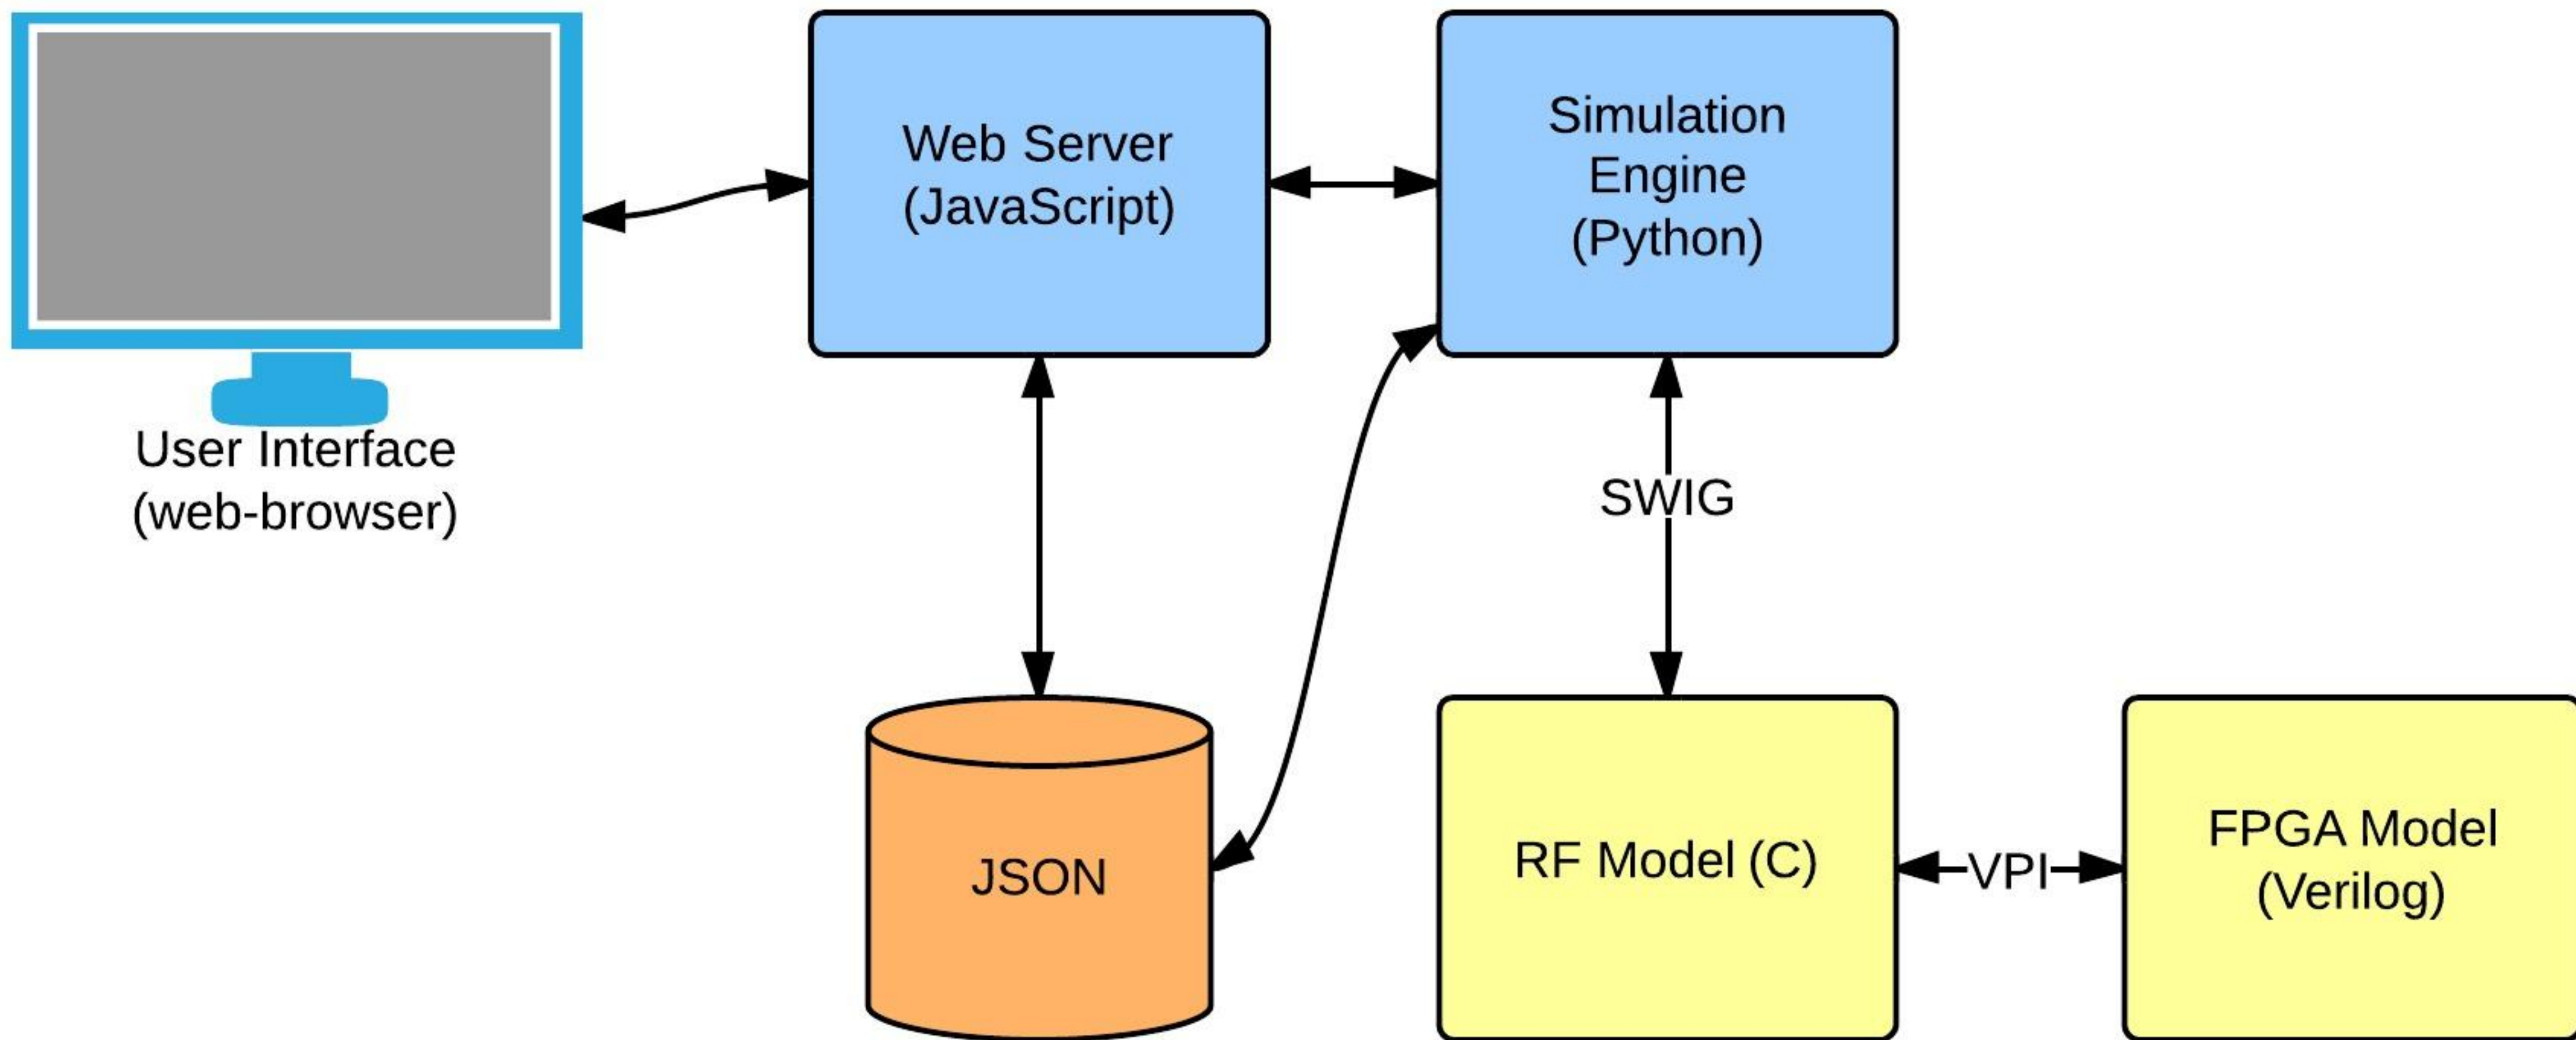 Web Server
(JavaScript)
Simulation
Engine
(Python)
User Interface
(web-browser)
SWIG
JSON
RF Model (C)
VPI
FPGA Model
(Verilog)